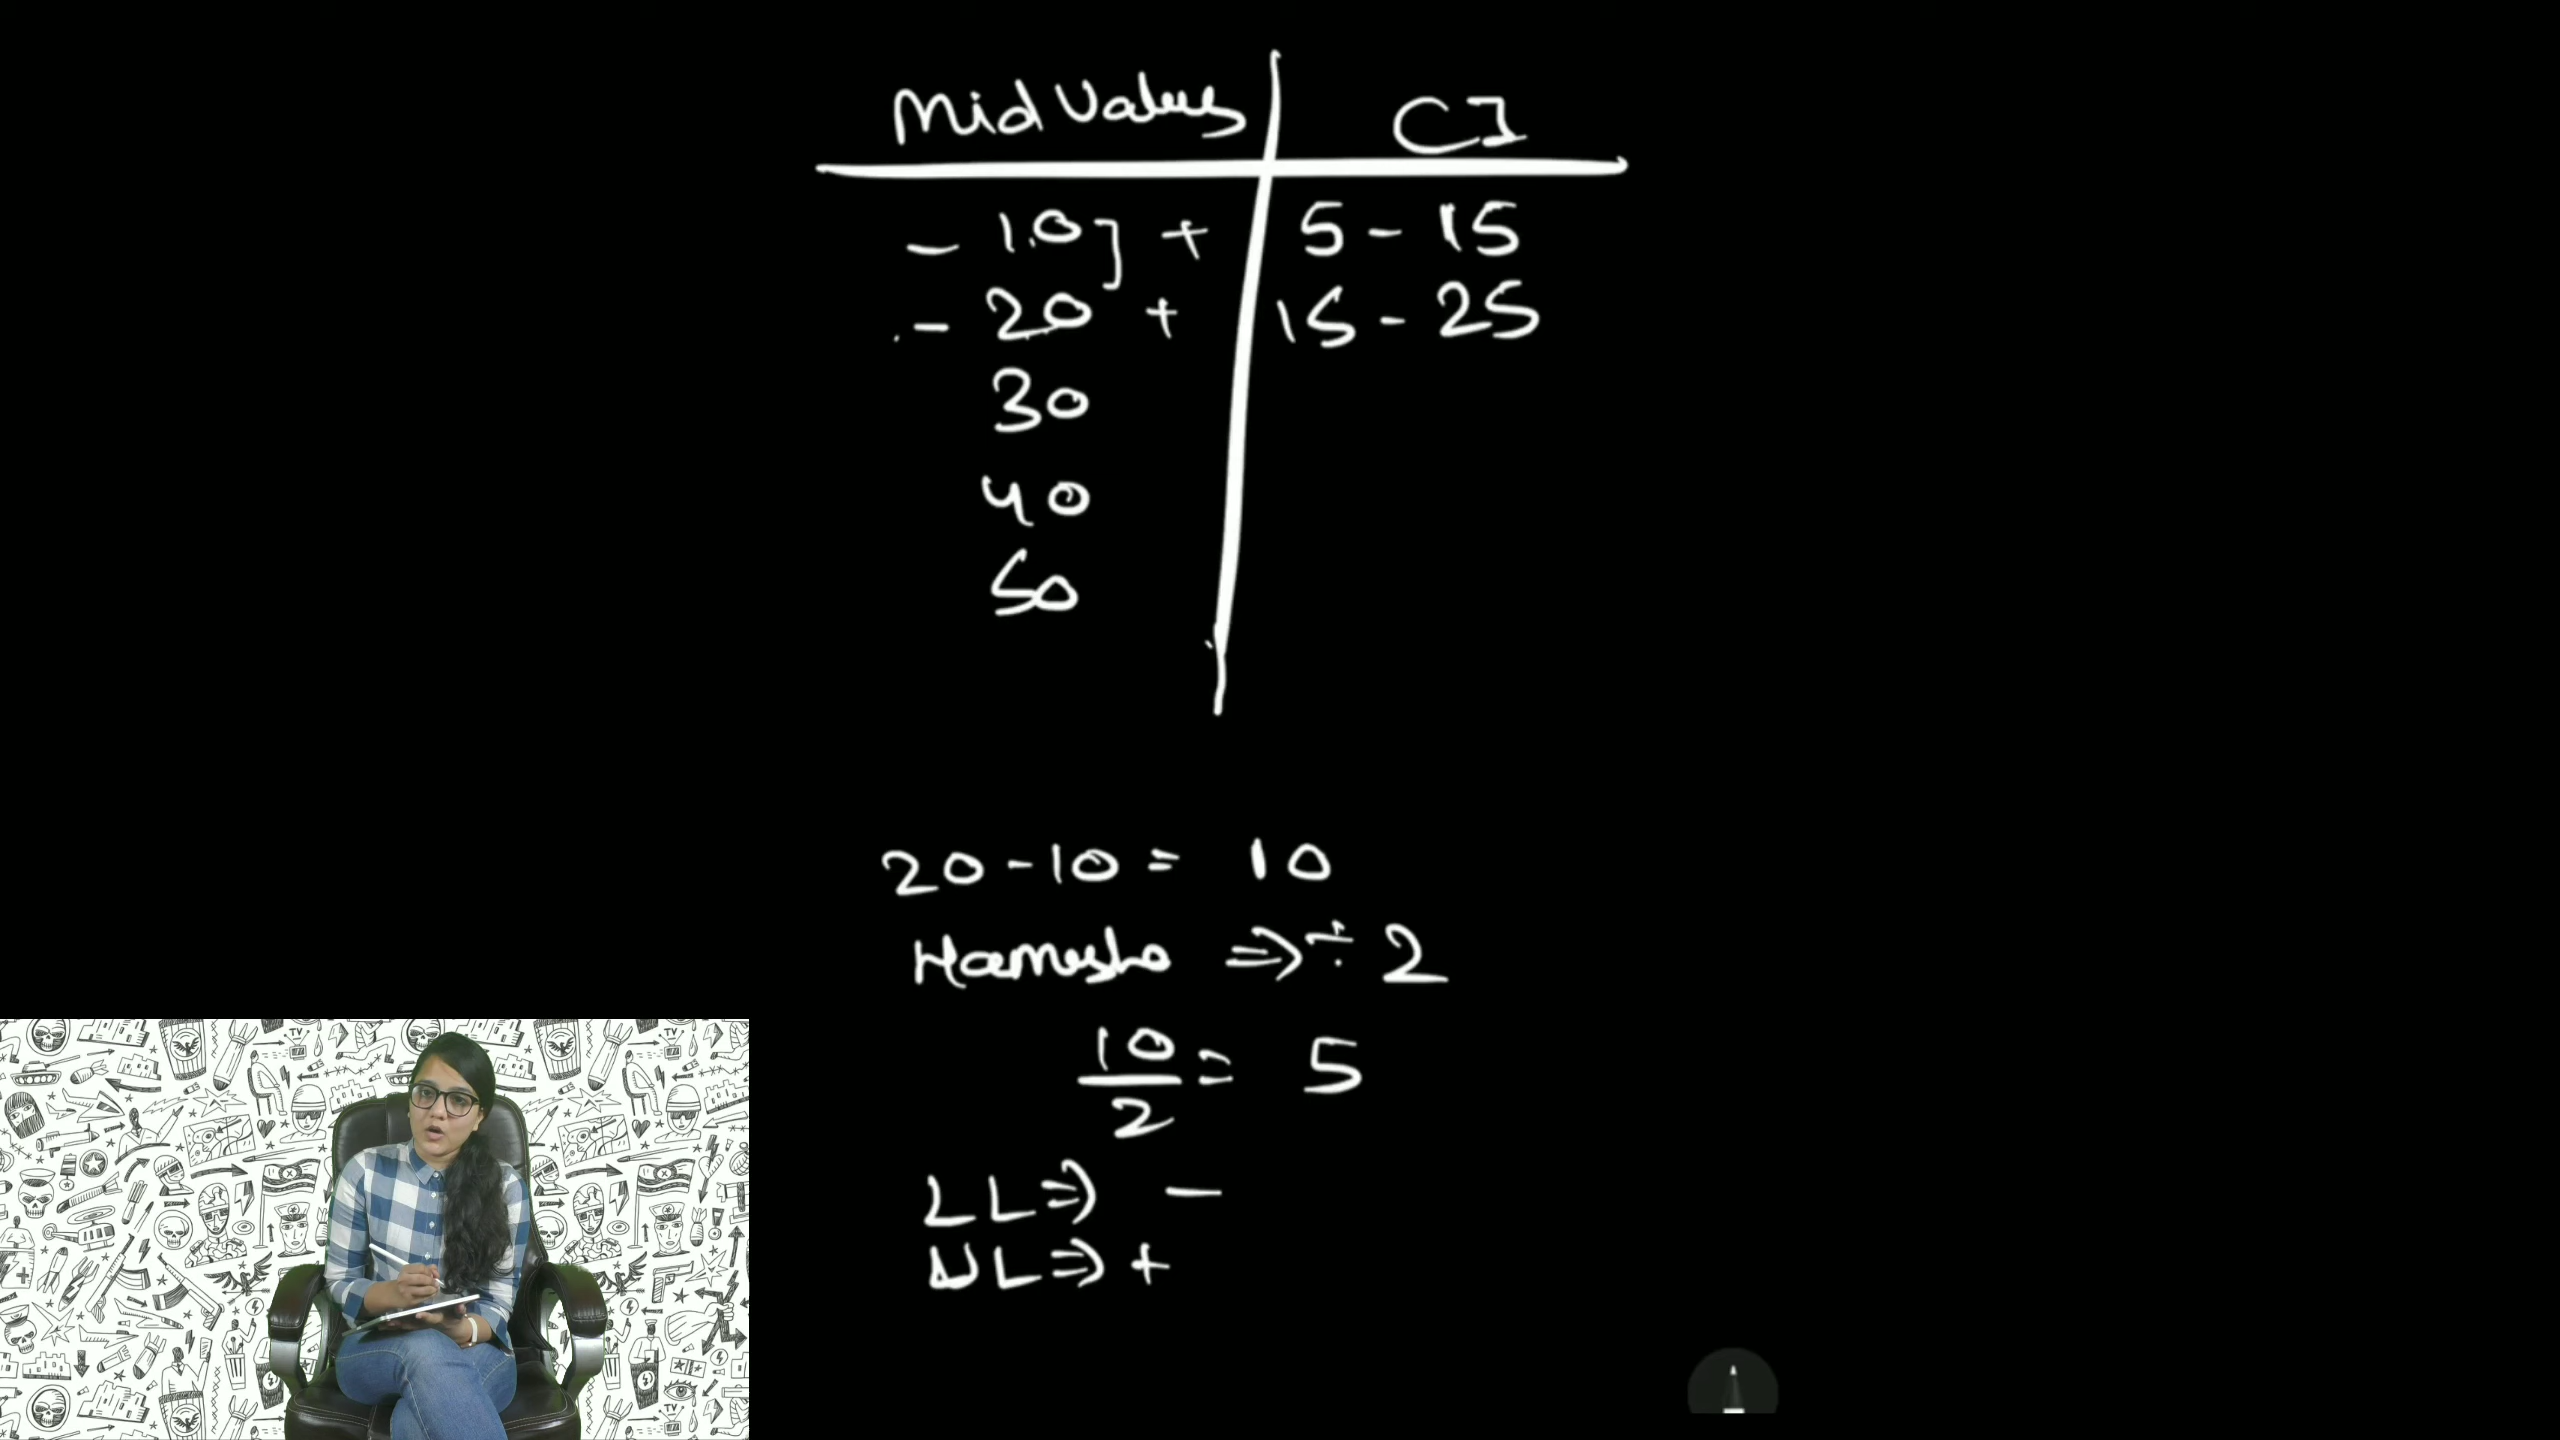 Mid Values CI
- 10] + 5 - 15
- 20 + 15 - 25
30
40
50
20 - 10 = 10
Hamesha ⇒ ÷ 2
10/2 = 5
LL ⇒ -
UL ⇒ +